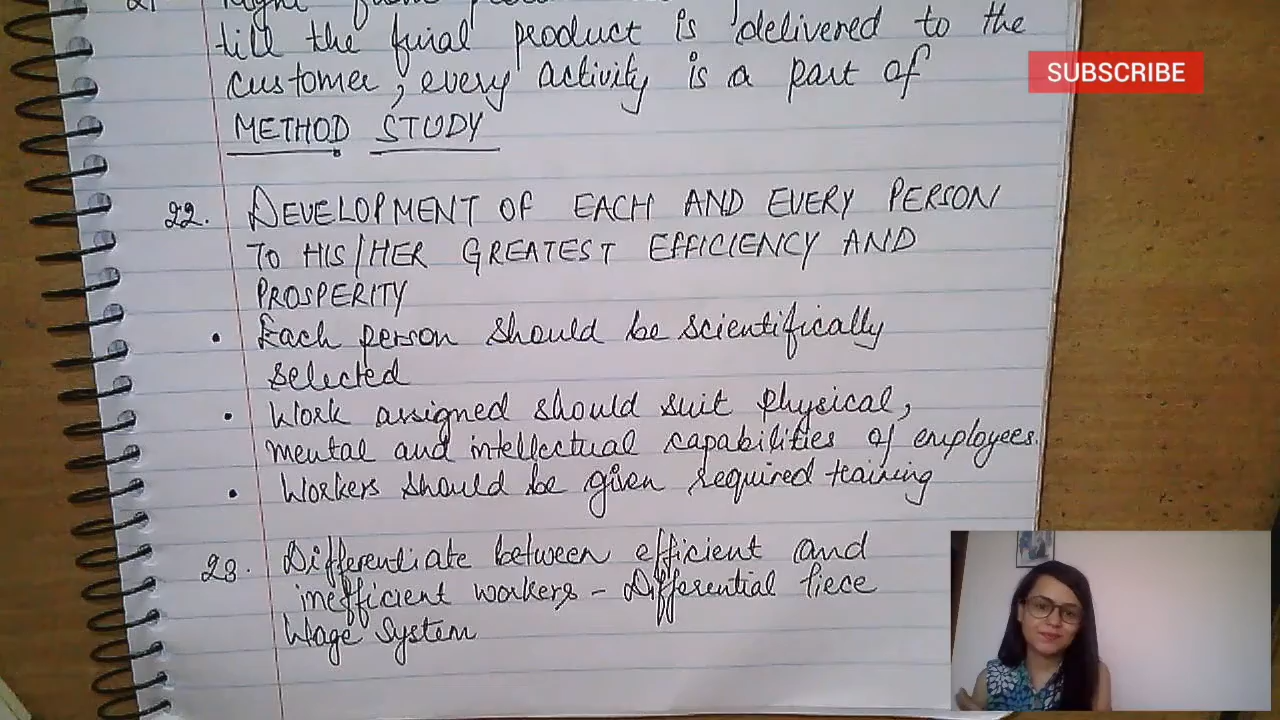 till the final product is delivered to the
customer, every activity is a part of
METHOD STUDY
22. DEVELOPMENT OF EACH AND EVERY PERSON
TO HIS/HER GREATEST EFFICIENCY AND
PROSPERITY
• Each person should be scientifically
selected
• Work assigned should suit physical,
mental and intellectual capabilities of employees.
• Workers should be given required training
23. Differentiate between efficient and
inefficient workers - Differential Piece
Wage System
SUBSCRIBE